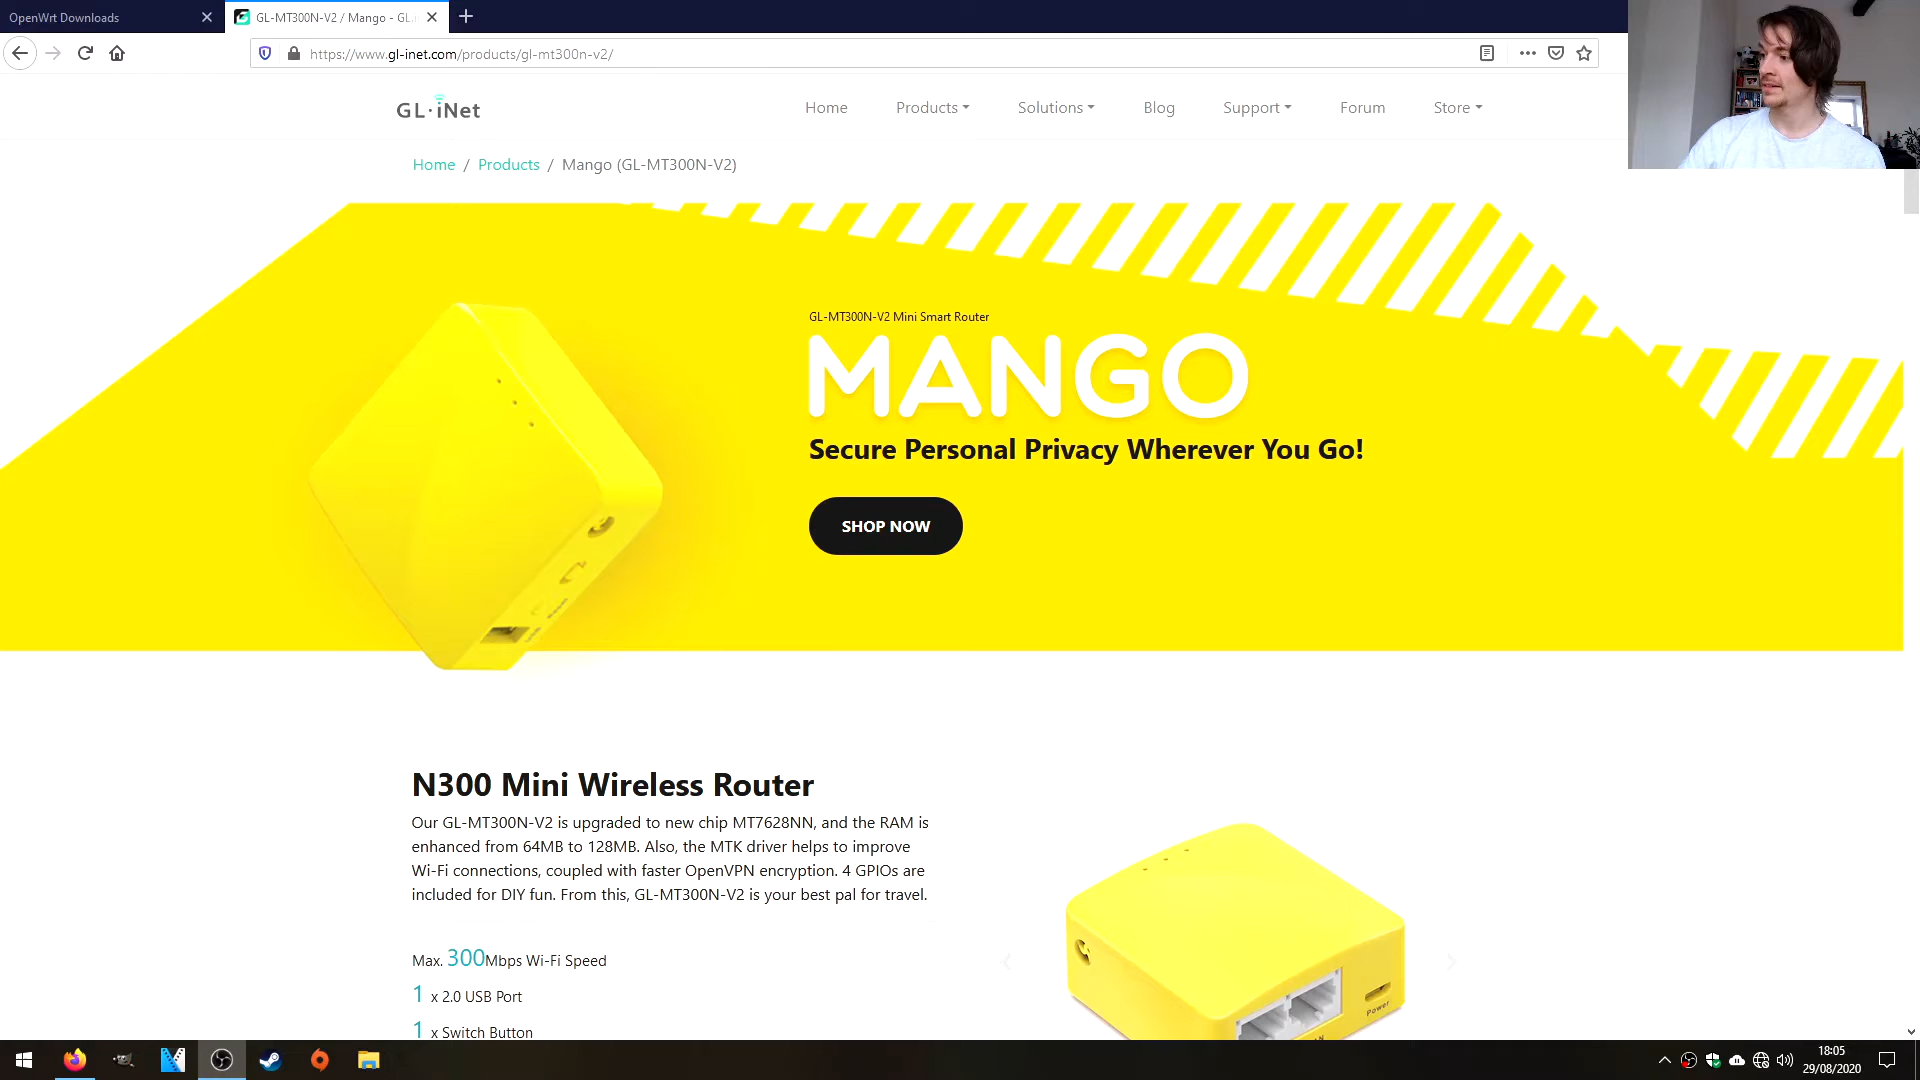 OpenWrt Downloads
GL-MT300N-V2 / Mango - GL.
https://www.gl-inet.com/products/gl-mt300n-v2/
GL·iNet
Home
Products
Solutions
Blog
Support
Forum
Store
Home / Products / Mango (GL-MT300N-V2)
GL-MT300N-V2 Mini Smart Router
MANGO
Secure Personal Privacy Wherever You Go!
SHOP NOW
N300 Mini Wireless Router
Our GL-MT300N-V2 is upgraded to new chip MT7628NN, and the RAM is
enhanced from 64MB to 128MB. Also, the MTK driver helps to improve
Wi-Fi connections, coupled with faster OpenVPN encryption. 4 GPIOs are
included for DIY fun. From this, GL-MT300N-V2 is your best pal for travel.
Max. 300Mbps Wi-Fi Speed
1 x 2.0 USB Port
1 x Switch Button
Power
18:05
29/08/2020